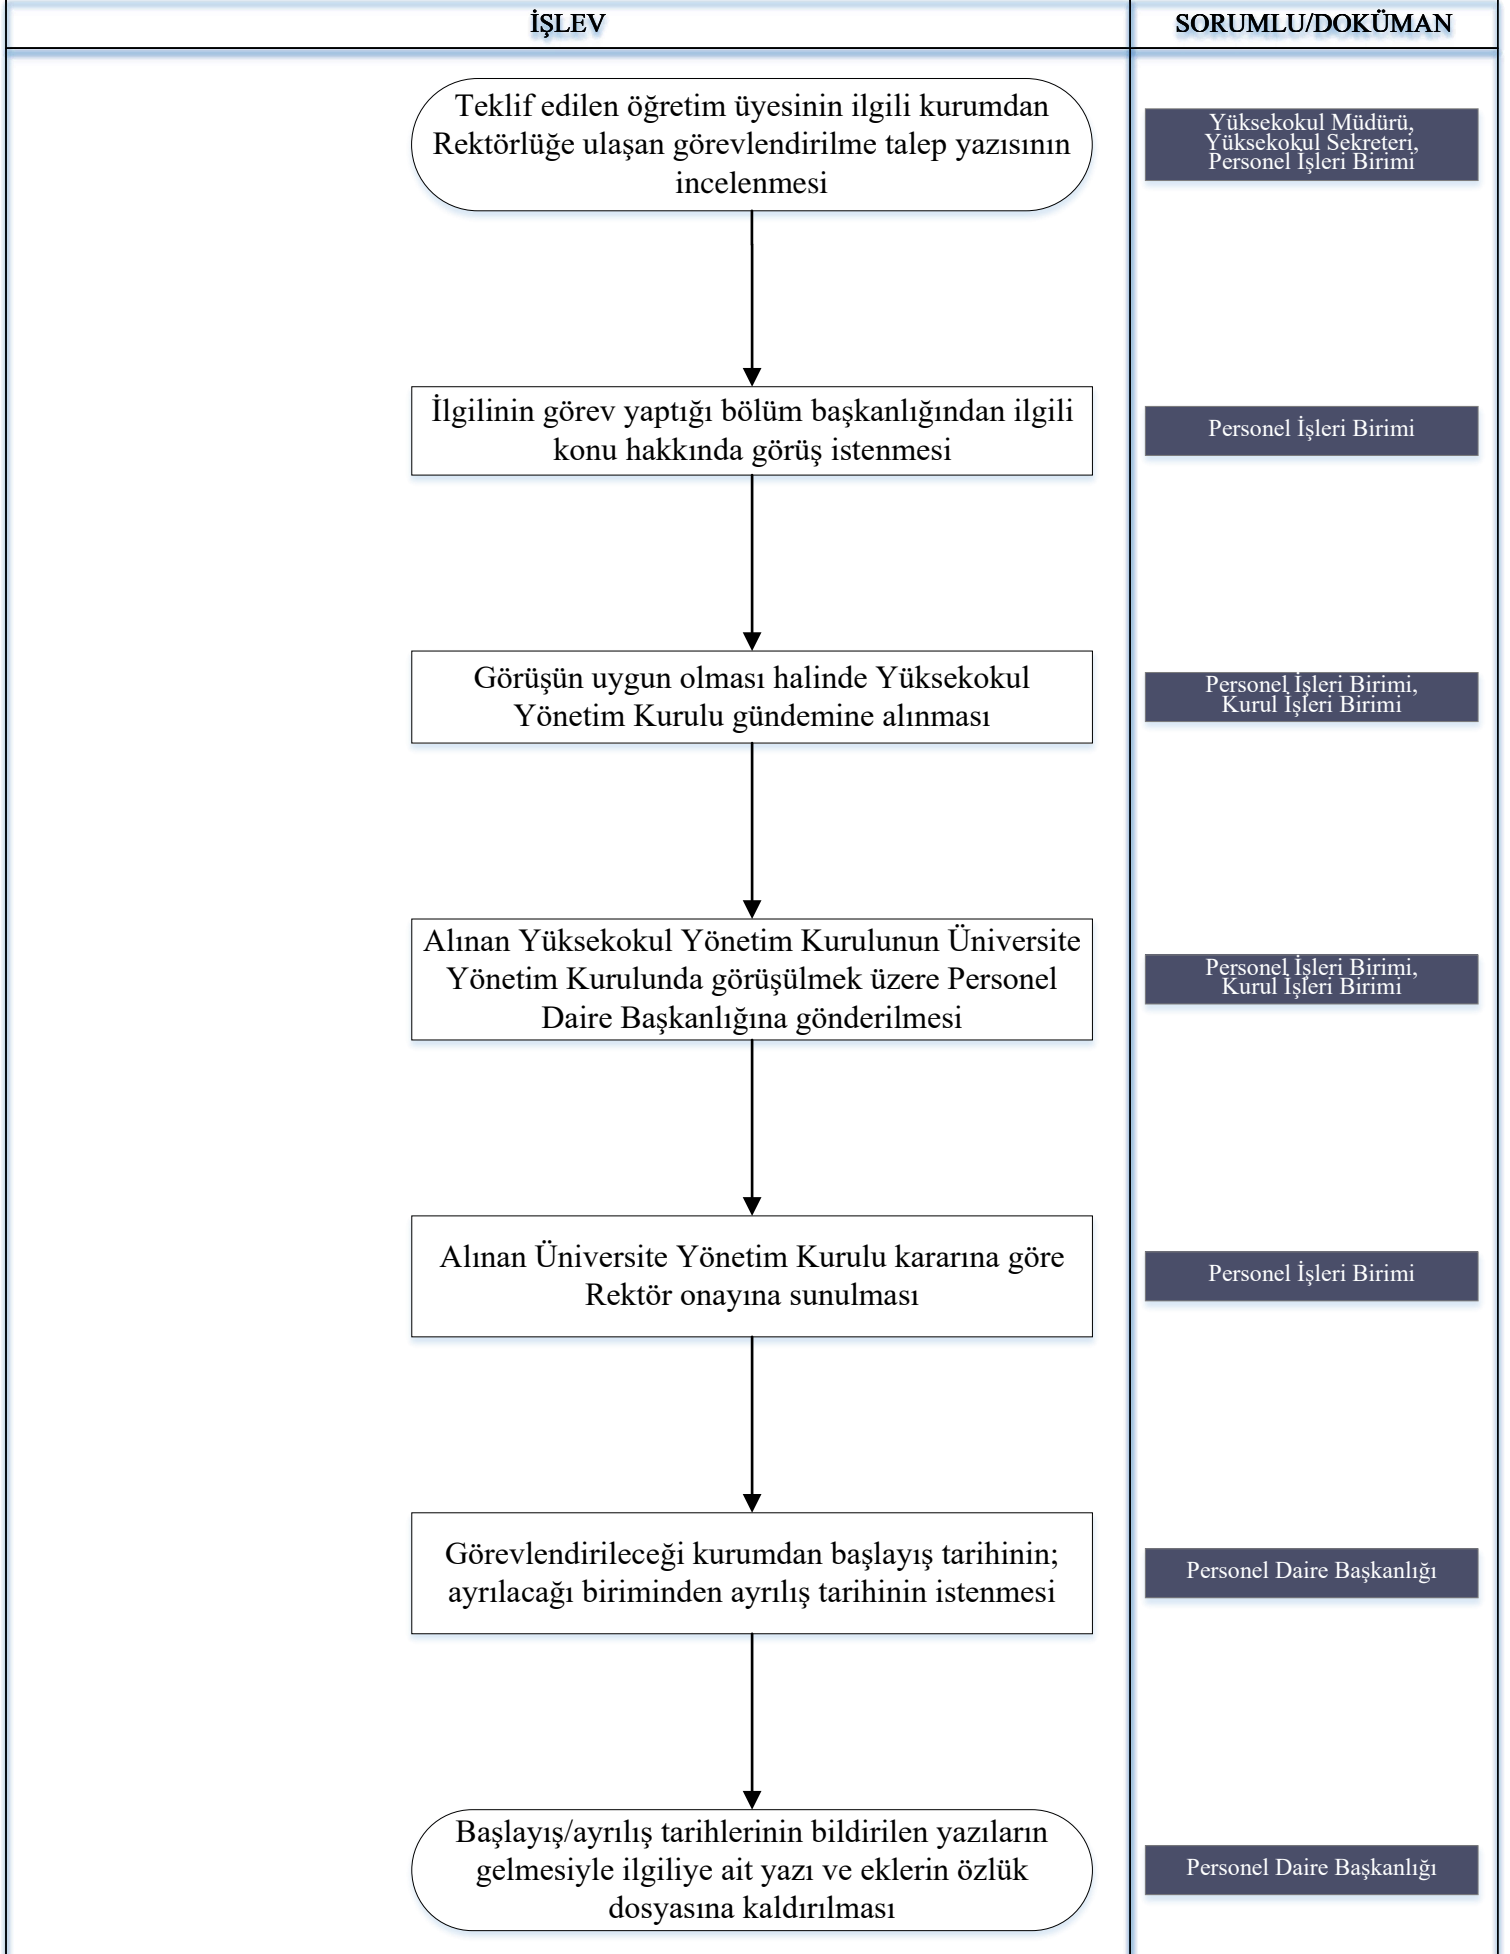 İŞLEV
SORUMLU/DOKÜMAN
Teklif edilen öğretim üyesinin ilgili kurumdan
Rektörlüğe ulaşan görevlendirilme talep yazısının
incelenmesi
Yüksekokul Müdürü,
Yüksekokul Sekreteri,
Personel İşleri Birimi
İlgilinin görev yaptığı bölüm başkanlığından ilgili
konu hakkında görüş istenmesi
Personel İşleri Birimi
Görüşün uygun olması halinde Yüksekokul
Yönetim Kurulu gündemine alınması
Personel İşleri Birimi,
Kurul İşleri Birimi
Alınan Yüksekokul Yönetim Kurulunun Üniversite
Yönetim Kurulunda görüşülmek üzere Personel
Daire Başkanlığına gönderilmesi
Personel İşleri Birimi,
Kurul İşleri Birimi
Alınan Üniversite Yönetim Kurulu kararına göre
Rektör onayına sunulması
Personel İşleri Birimi
Görevlendirileceği kurumdan başlayış tarihinin;
ayrılacağı biriminden ayrılış tarihinin istenmesi
Personel Daire Başkanlığı
Başlayış/ayrılış tarihlerinin bildirilen yazıların
gelmesiyle ilgiliye ait yazı ve eklerin özlük
dosyasına kaldırılması
Personel Daire Başkanlığı